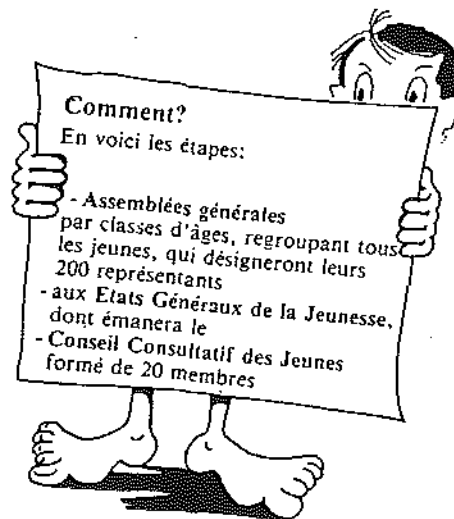 Comment?
En voici les étapes:
- Assemblées générales
par classes d'âges, regroupant tous
les jeunes, qui désigneront leurs
200 représentants
- aux Etats Généraux de la Jeunesse,
dont émanera le
- Conseil Consultatif des Jeunes
formé de 20 membres